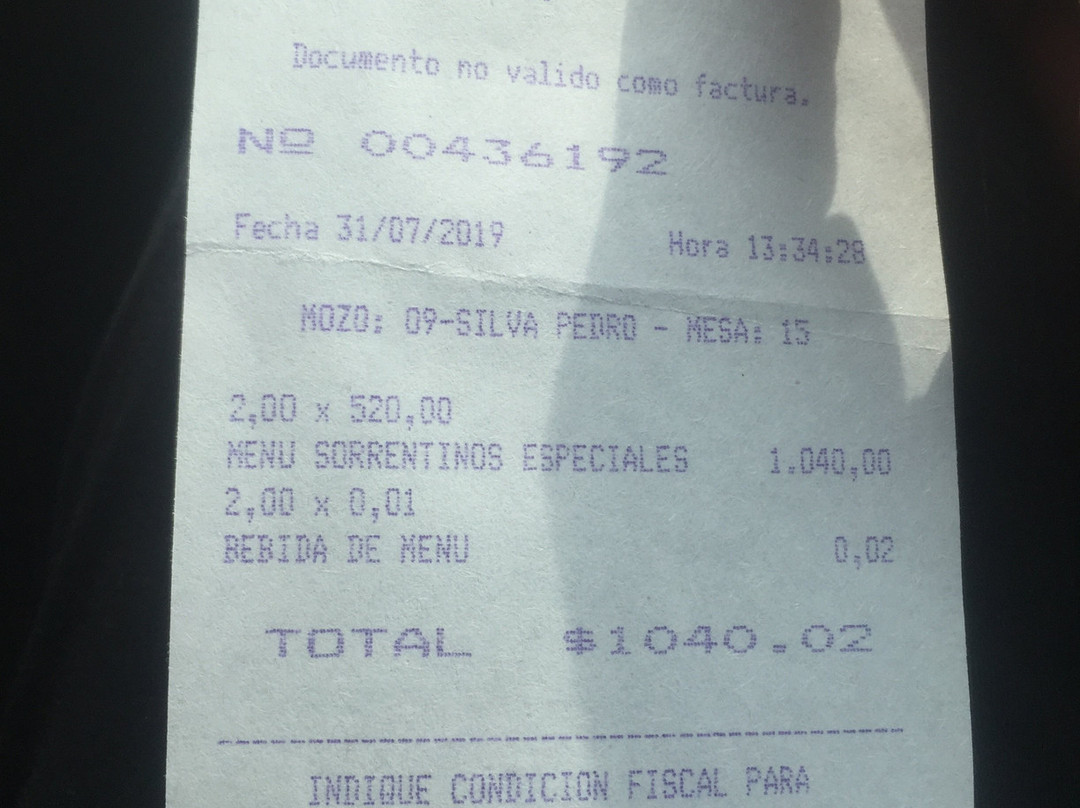 Documento no valido como factura.
Nº 00436192
Fecha 31/07/2019 Hora 13:34:28
MOZO: 09-SILVA PEDRO - MESA: 15
2,00 x 520,00
MENU SORRENTINOS ESPECIALES 1.040,00
2,00 x 0,01
BEBIDA DE MENU 0,02
TOTAL $1040.02
INDIQUE CONDICION FISCAL PARA